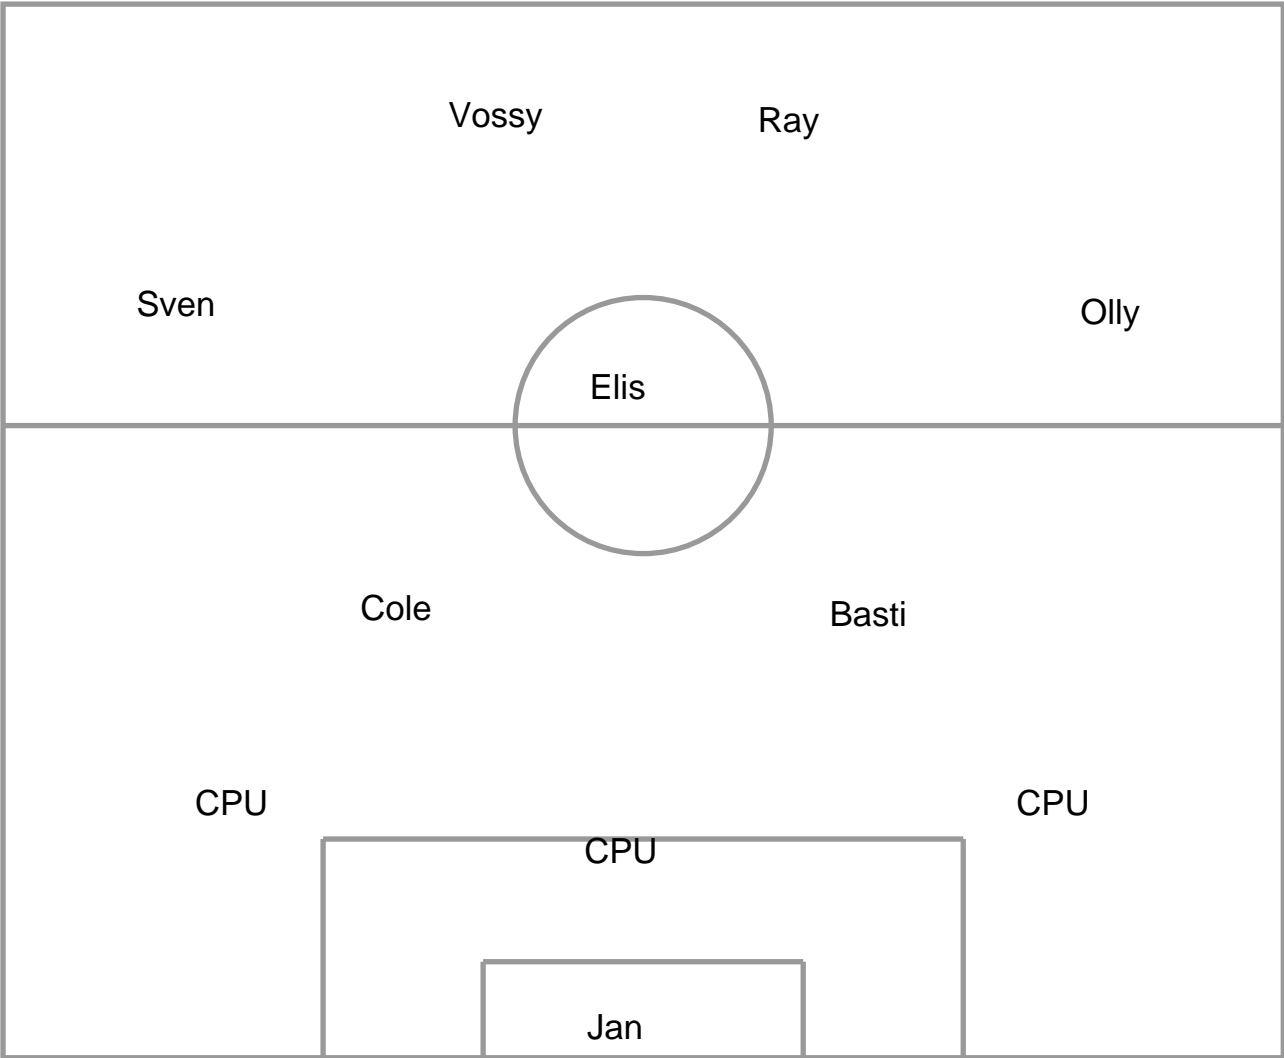 Vossy
Ray
Sven
Olly
Elis
Cole
Basti
CPU
CPU
CPU
Jan